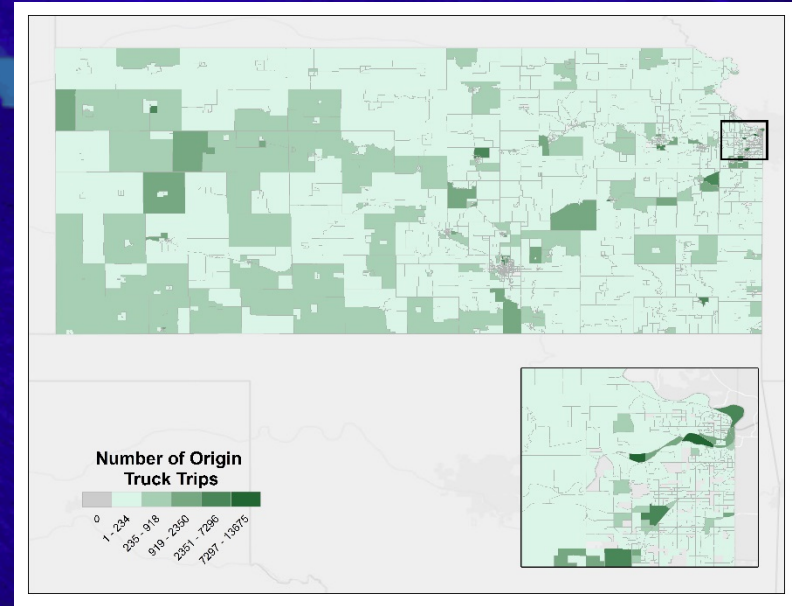 Number of Origin
Truck Trips
0
1 - 234
235 - 918
919 - 2350
2351 - 7296
7297 - 13675